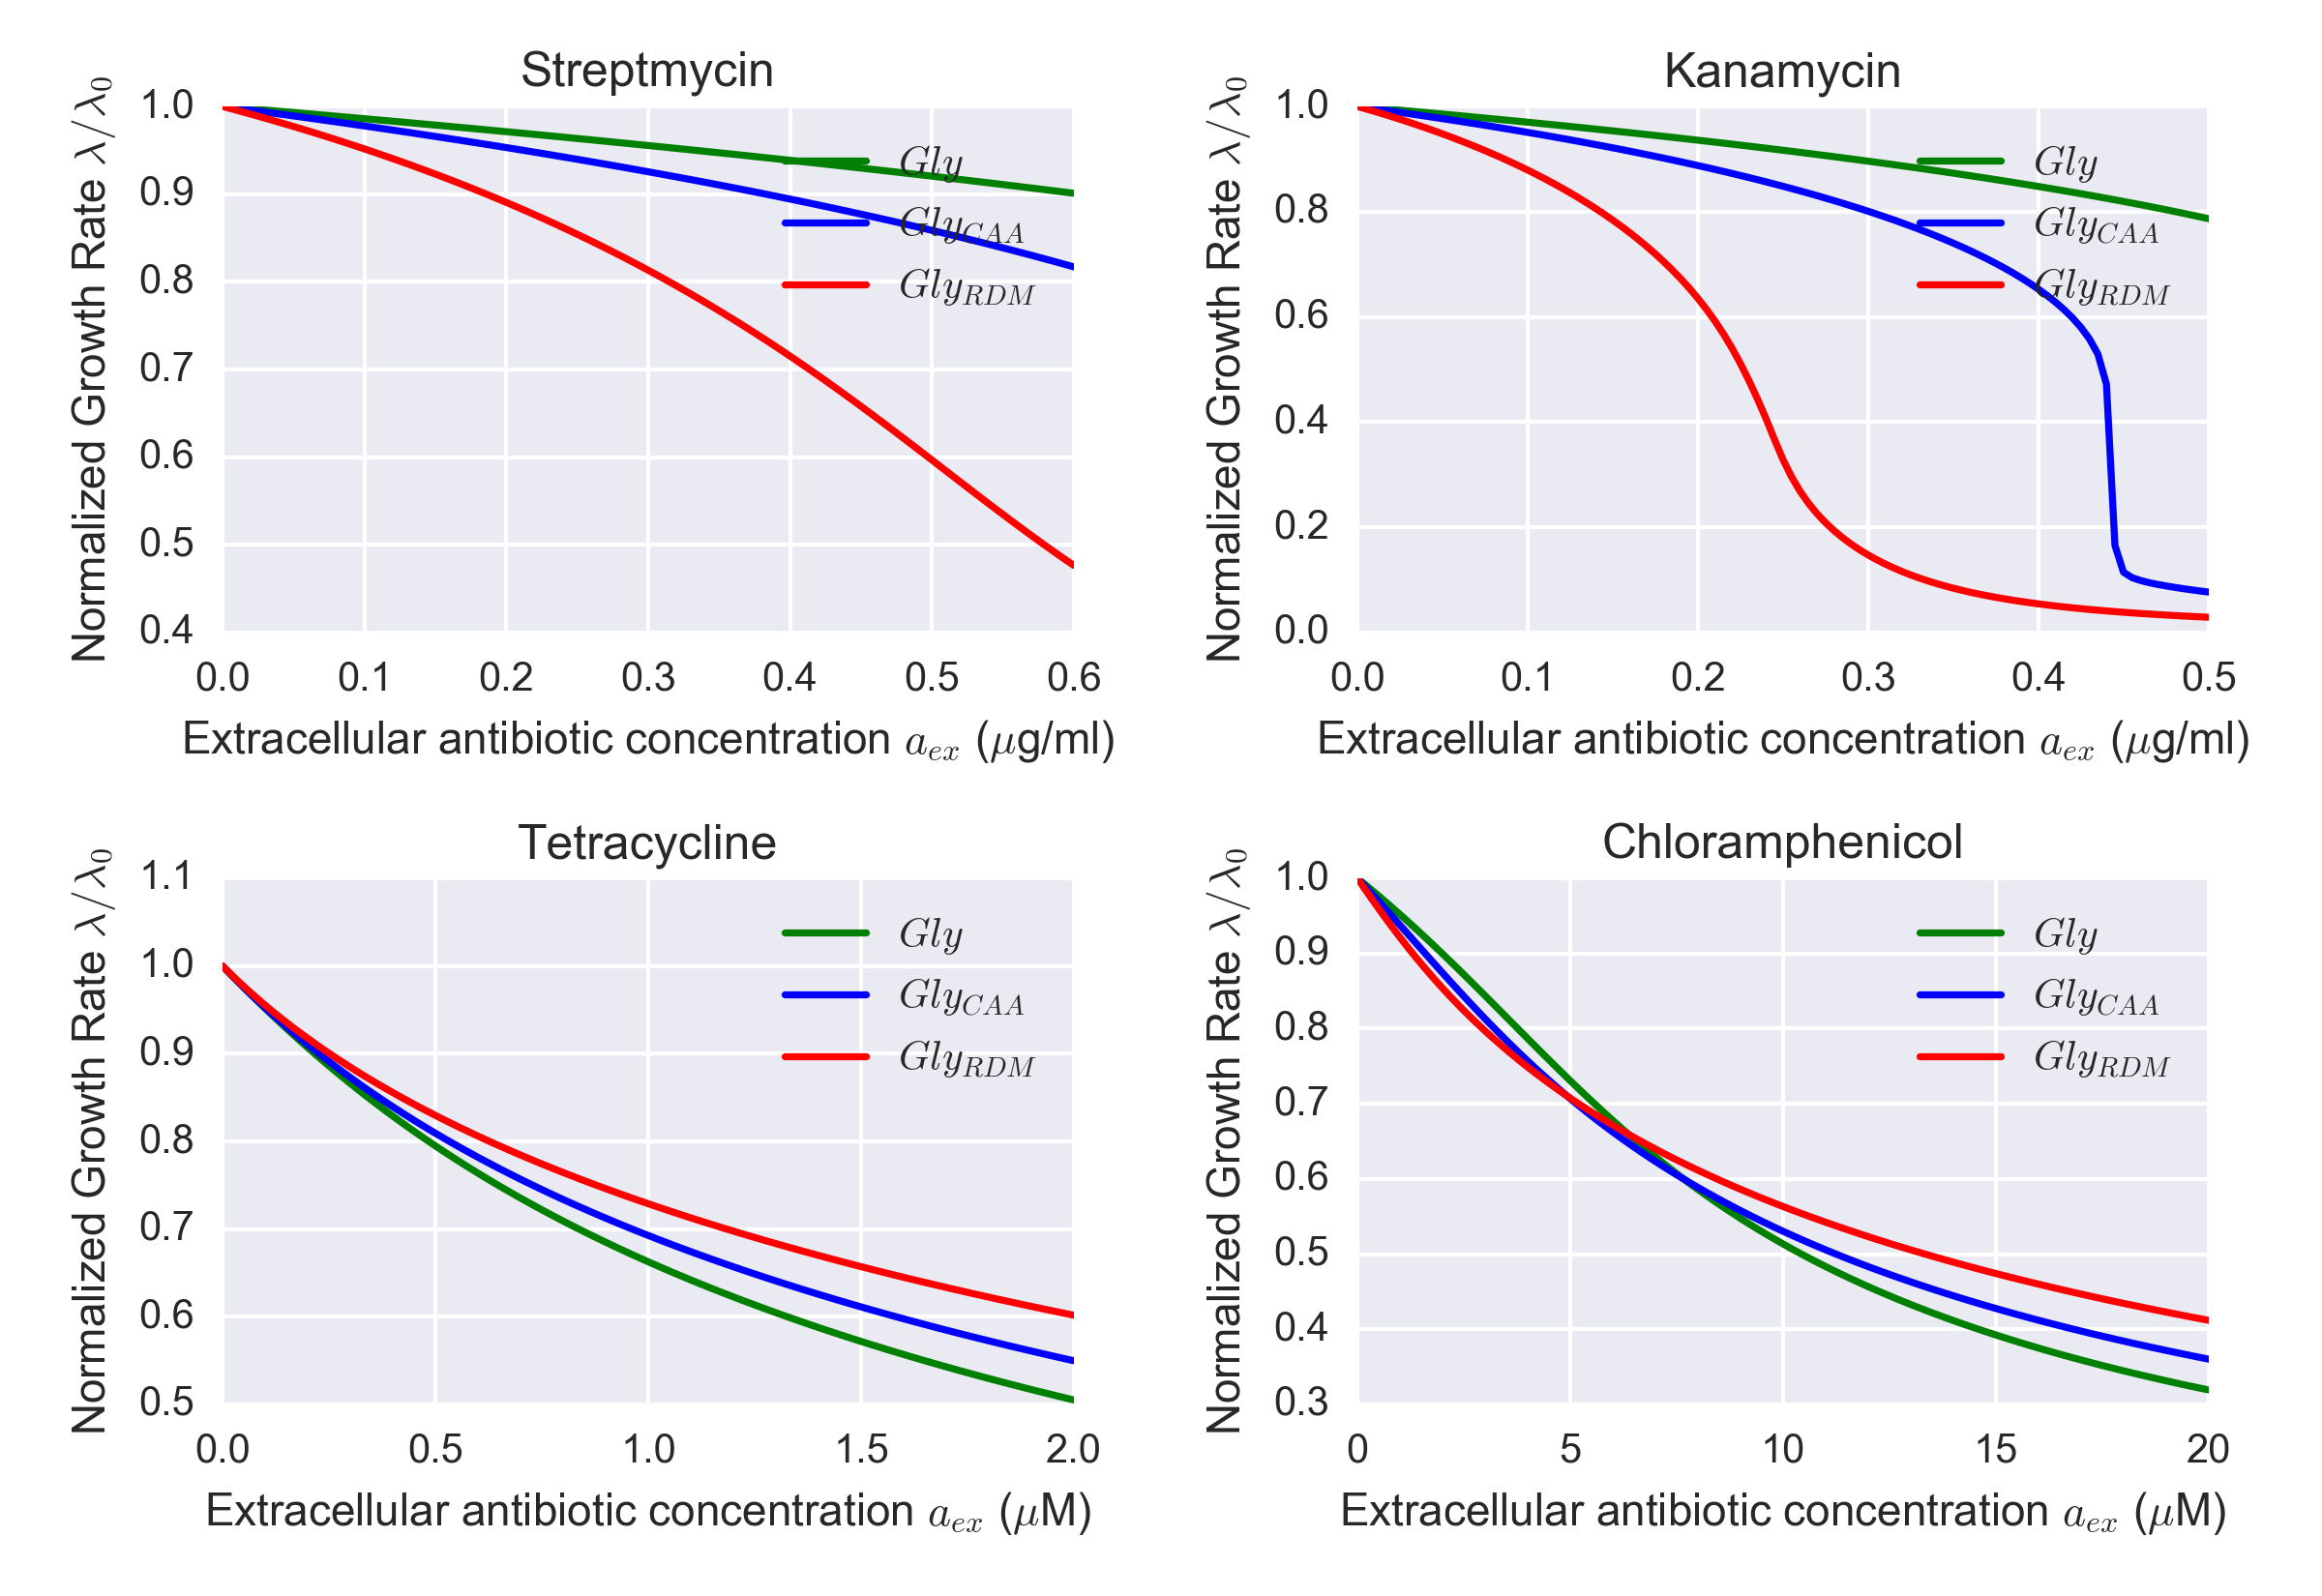 Streptmycin
Normalized Growth Rate λ/λ0
1.0
0.9
0.8
0.7
0.6
0.5
0.4
0.0 0.1 0.2 0.3 0.4 0.5 0.6
Extracellular antibiotic concentration aex (μg/ml)
Gly
GlyCAA
GlyRDM
Kanamycin
Normalized Growth Rate λ/λ0
1.0
0.8
0.6
0.4
0.2
0.0
0.0 0.1 0.2 0.3 0.4 0.5
Extracellular antibiotic concentration aex (μg/ml)
Gly
GlyCAA
GlyRDM
Tetracycline
Normalized Growth Rate λ/λ0
1.1
1.0
0.9
0.8
0.7
0.6
0.5
0.0 0.5 1.0 1.5 2.0
Extracellular antibiotic concentration aex (μM)
Gly
GlyCAA
GlyRDM
Chloramphenicol
Normalized Growth Rate λ/λ0
1.0
0.9
0.8
0.7
0.6
0.5
0.4
0.3
0 5 10 15 20
Extracellular antibiotic concentration aex (μM)
Gly
GlyCAA
GlyRDM